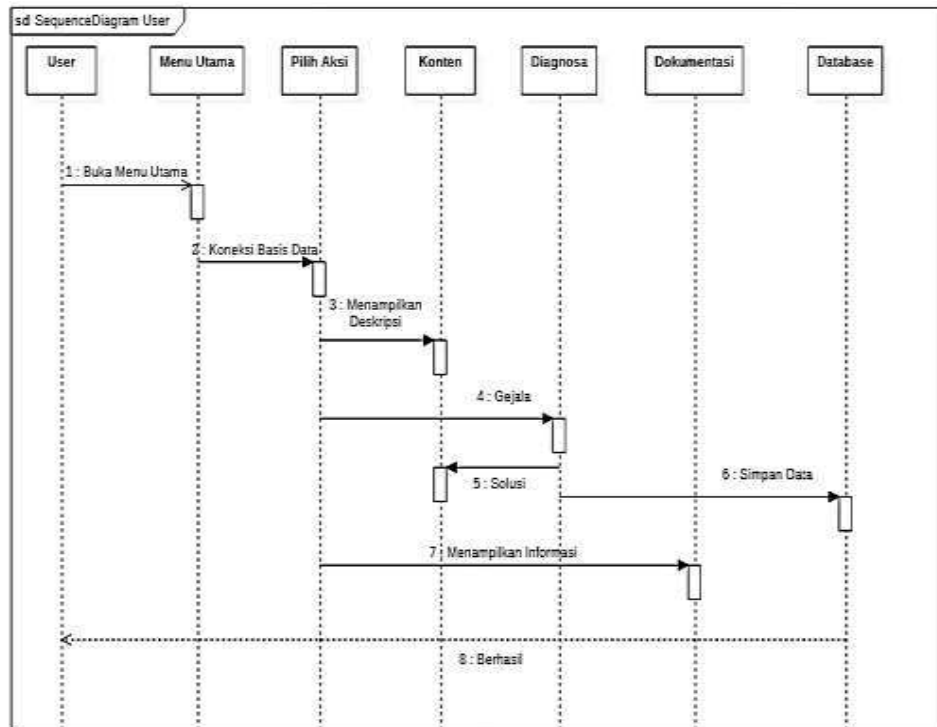 sd SequenceDiagram User
User
Menu Utama
Pilih Aksi
Konten
Diagnosa
Dokumentasi
Database
1 : Buka Menu Utama
2 : Koneksi Basis Data
3 : Menampilkan
Deskripsi
4 : Gejala
5 : Solusi
6 : Simpan Data
7 : Menampilkan Informasi
8 : Berhasil